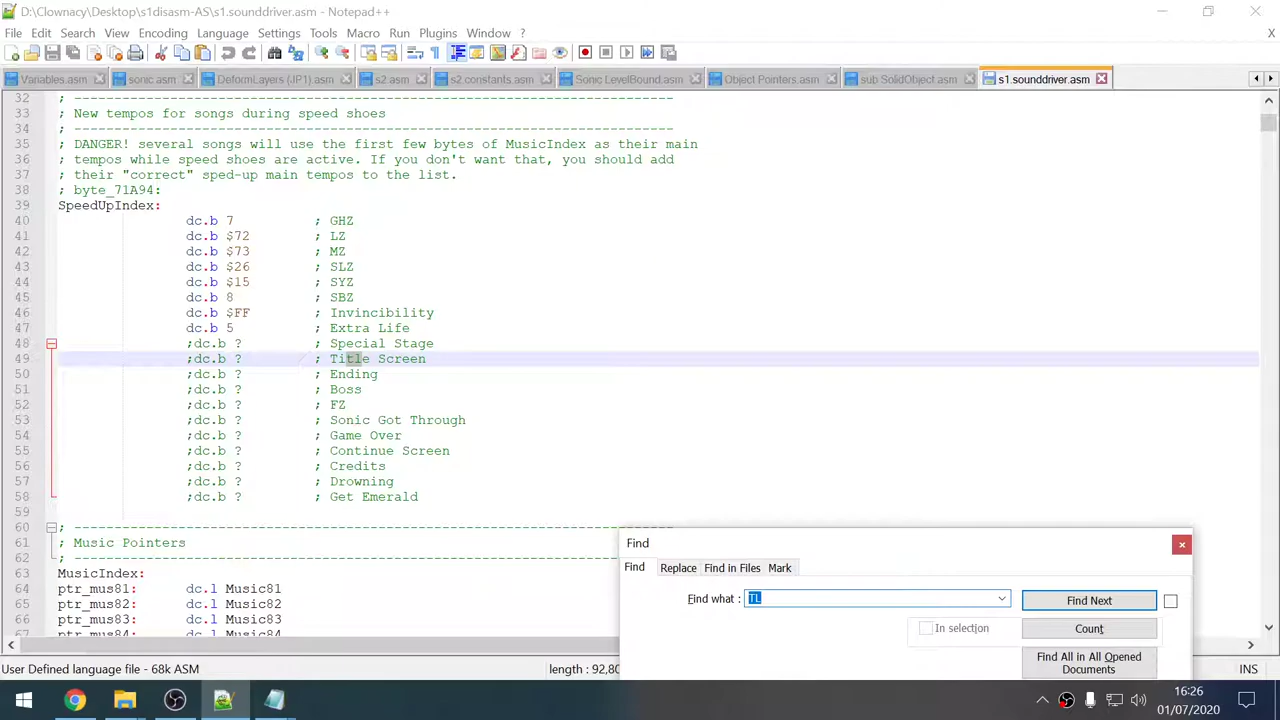 D:\Clownacy\Desktop\s1disasm-AS\s1.sounddriver.asm - Notepad++
File Edit Search View Encoding Language Settings Tools Macro Run Plugins Window ? X
Variables.asm sonic.asm DeformLayers (JP1).asm s2.asm s2.constants.asm Sonic LevelBound.asm Object Pointers.asm sub SolidObject.asm s1.sounddriver.asm
32 ; ---------------------------------------------------------------------------
33 ; New tempos for songs during speed shoes
34 ; ---------------------------------------------------------------------------
35 ; DANGER! several songs will use the first few bytes of MusicIndex as their main
36 ; tempos while speed shoes are active. If you don't want that, you should add
37 ; their "correct" sped-up main tempos to the list.
38 ; byte_71A94:
39 SpeedUpIndex:
40 dc.b 7 ; GHZ
41 dc.b $72 ; LZ
42 dc.b $73 ; MZ
43 dc.b $26 ; SLZ
44 dc.b $15 ; SYZ
45 dc.b 8 ; SBZ
46 dc.b $FF ; Invincibility
47 dc.b 5 ; Extra Life
48 ;dc.b ? ; Special Stage
49 ;dc.b ? ; Title Screen
50 ;dc.b ? ; Ending
51 ;dc.b ? ; Boss
52 ;dc.b ? ; FZ
53 ;dc.b ? ; Sonic Got Through
54 ;dc.b ? ; Game Over
55 ;dc.b ? ; Continue Screen
56 ;dc.b ? ; Credits
57 ;dc.b ? ; Drowning
58 ;dc.b ? ; Get Emerald
59
60 ; ---------------------------------------------------------------------------
61 ; Music Pointers
62 ; ---------------------------------------------------------------------------
63 MusicIndex:
64 ptr_mus81: dc.l Music81
65 ptr_mus82: dc.l Music82
66 ptr_mus83: dc.l Music83
67 ptr_mus84: dc.l Music84
Find
Find Replace Find in Files Mark
Find what : TL Find Next
In selection Count
Find All in All Opened
Documents
User Defined language file - 68k ASM length : 92,80 INS
16:26
01/07/2020